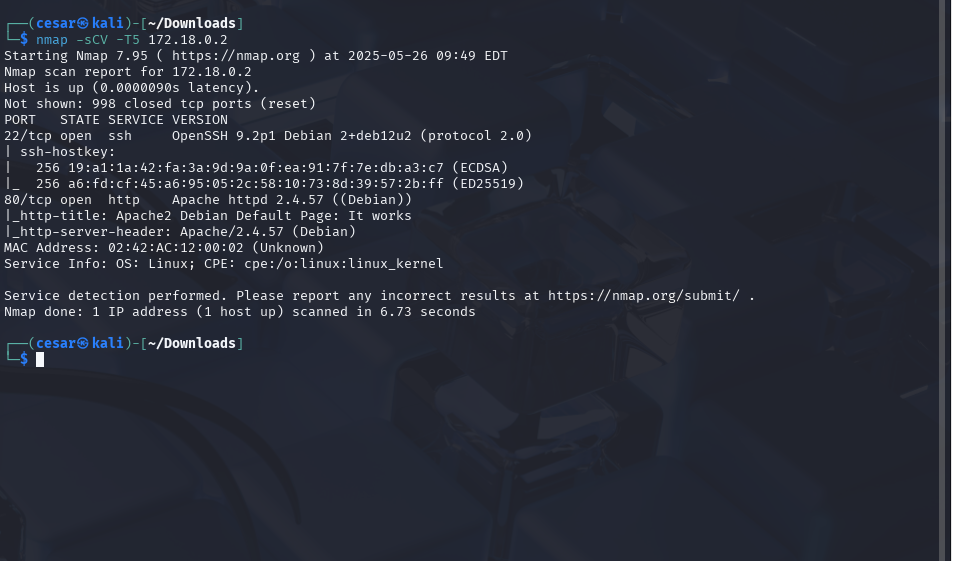 ┌──(cesar㉿kali)-[~/Downloads]
└─$ nmap -sCV -T5 172.18.0.2
Starting Nmap 7.95 ( https://nmap.org ) at 2025-05-26 09:49 EDT
Nmap scan report for 172.18.0.2
Host is up (0.0000090s latency).
Not shown: 998 closed tcp ports (reset)
PORT   STATE SERVICE VERSION
22/tcp open  ssh     OpenSSH 9.2p1 Debian 2+deb12u2 (protocol 2.0)
| ssh-hostkey:
|   256 19:a1:1a:42:fa:3a:9d:9a:0f:ea:91:7f:7e:db:a3:c7 (ECDSA)
|_  256 a6:fd:cf:45:a6:95:05:2c:58:10:73:8d:39:57:2b:ff (ED25519)
80/tcp open  http    Apache httpd 2.4.57 ((Debian))
|_http-title: Apache2 Debian Default Page: It works
|_http-server-header: Apache/2.4.57 (Debian)
MAC Address: 02:42:AC:12:00:02 (Unknown)
Service Info: OS: Linux; CPE: cpe:/o:linux:linux_kernel

Service detection performed. Please report any incorrect results at https://nmap.org/submit/ .
Nmap done: 1 IP address (1 host up) scanned in 6.73 seconds

┌──(cesar㉿kali)-[~/Downloads]
└─$